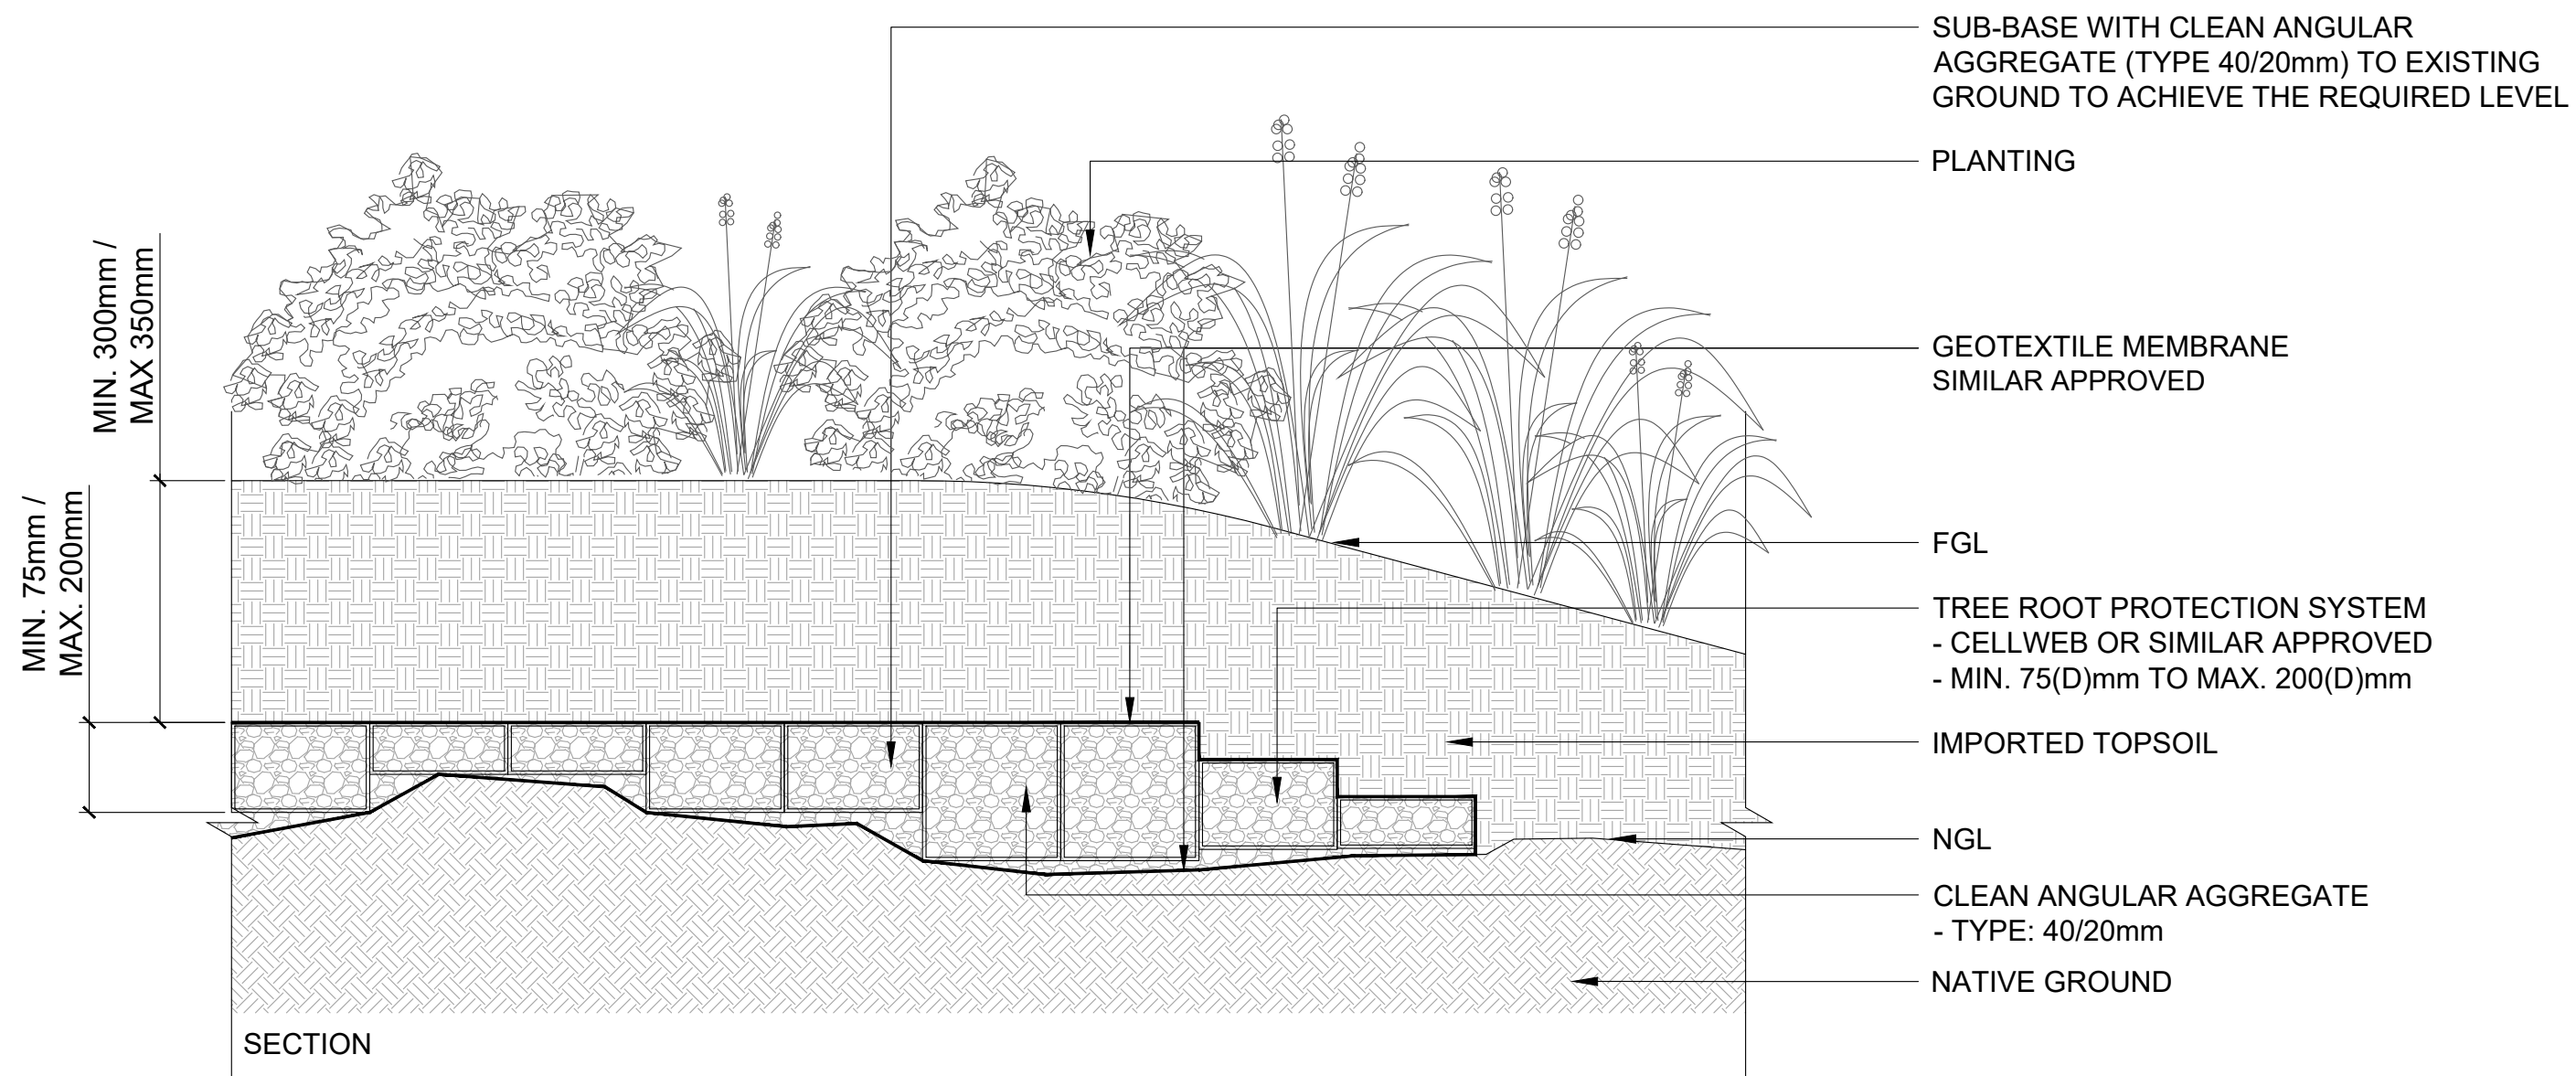 SUB-BASE WITH CLEAN ANGULAR
AGGREGATE (TYPE 40/20mm) TO EXISTING
GROUND TO ACHIEVE THE REQUIRED LEVEL
PLANTING
MIN. 300mm /
MAX 350mm
GEOTEXTILE MEMBRANE
SIMILAR APPROVED
MIN. 75mm /
MAX. 200mm
FGL
TREE ROOT PROTECTION SYSTEM
- CELLWEB OR SIMILAR APPROVED
- MIN. 75(D)mm TO MAX. 200(D)mm
IMPORTED TOPSOIL
NGL
CLEAN ANGULAR AGGREGATE
- TYPE: 40/20mm
NATIVE GROUND
SECTION